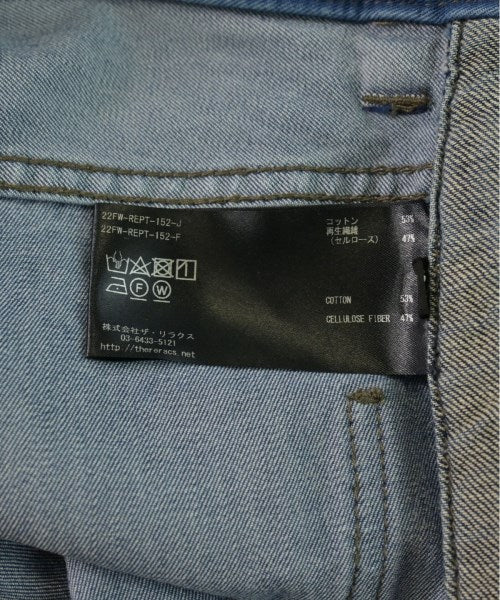 22FW-REPT-152-J
22FW-REPT-152-F
コットン 53%
再生繊維
(セルロース) 47%
F W
COTTON 53%
CELLULOSE FIBER 47%
株式会社ザ・リラクス
03-6433-5121
http://therera​cs.net/